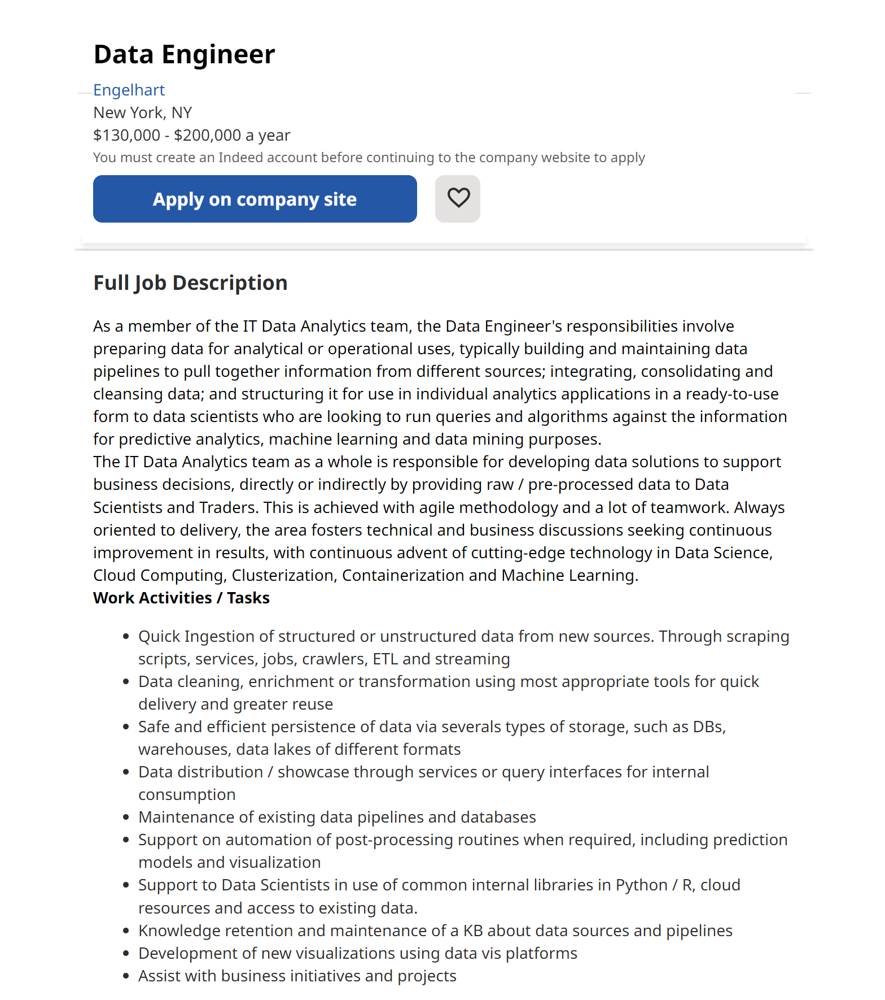 Data Engineer
Engelhart
New York, NY
$130,000 - $200,000 a year
You must create an Indeed account before continuing to the company website to apply
Apply on company site
Full Job Description
As a member of the IT Data Analytics team, the Data Engineer's responsibilities involve
preparing data for analytical or operational uses, typically building and maintaining data
pipelines to pull together information from different sources; integrating, consolidating and
cleansing data; and structuring it for use in individual analytics applications in a ready-to-use
form to data scientists who are looking to run queries and algorithms against the information
for predictive analytics, machine learning and data mining purposes.
The IT Data Analytics team as a whole is responsible for developing data solutions to support
business decisions, directly or indirectly by providing raw / pre-processed data to Data
Scientists and Traders. This is achieved with agile methodology and a lot of teamwork. Always
oriented to delivery, the area fosters technical and business discussions seeking continuous
improvement in results, with continuous advent of cutting-edge technology in Data Science,
Cloud Computing, Clusterization, Containerization and Machine Learning.
Work Activities / Tasks
• Quick Ingestion of structured or unstructured data from new sources. Through scraping
scripts, services, jobs, crawlers, ETL and streaming
• Data cleaning, enrichment or transformation using most appropriate tools for quick
delivery and greater reuse
• Safe and efficient persistence of data via severals types of storage, such as DBs,
warehouses, data lakes of different formats
• Data distribution / showcase through services or query interfaces for internal
consumption
• Maintenance of existing data pipelines and databases
• Support on automation of post-processing routines when required, including prediction
models and visualization
• Support to Data Scientists in use of common internal libraries in Python / R, cloud
resources and access to existing data.
• Knowledge retention and maintenance of a KB about data sources and pipelines
• Development of new visualizations using data vis platforms
• Assist with business initiatives and projects